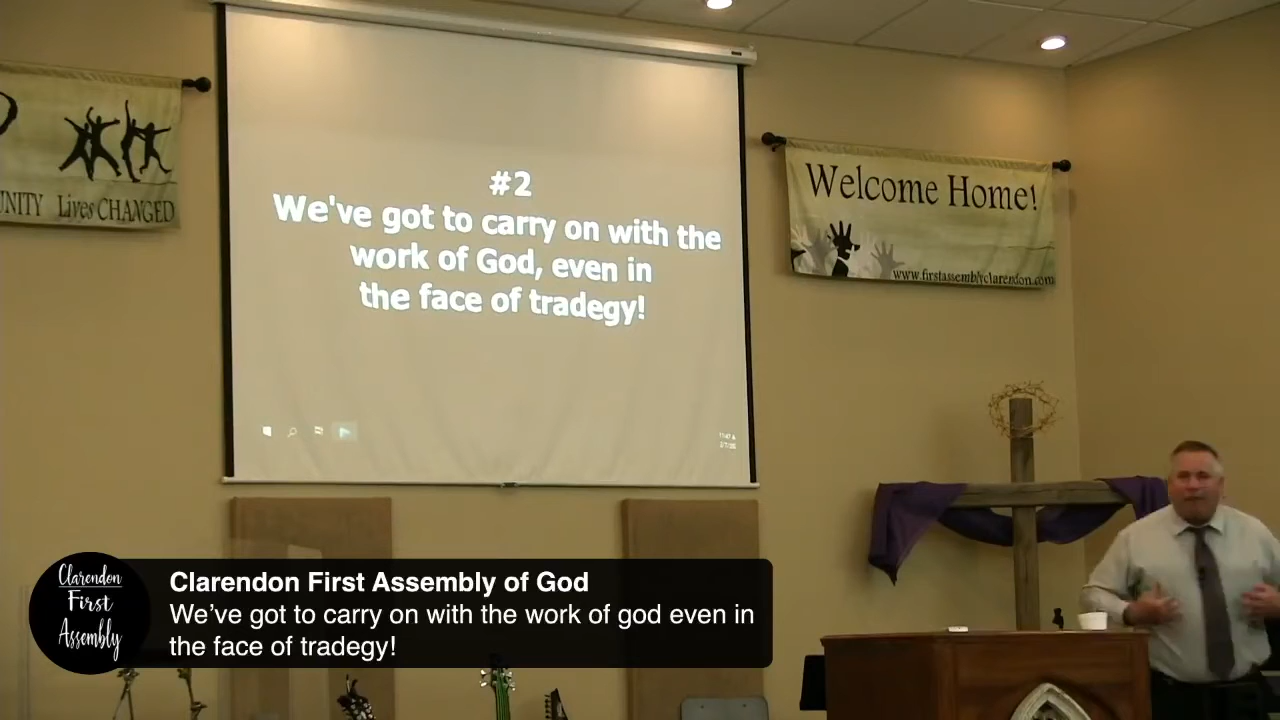 UNITY Lives CHANGED
#2
We've got to carry on with the
work of God, even in
the face of tradegy!
Welcome Home!
www.firstassemblyclarendon.com
Clarendon
First
Assembly
Clarendon First Assembly of God
We’ve got to carry on with the work of god even in
the face of tradegy!